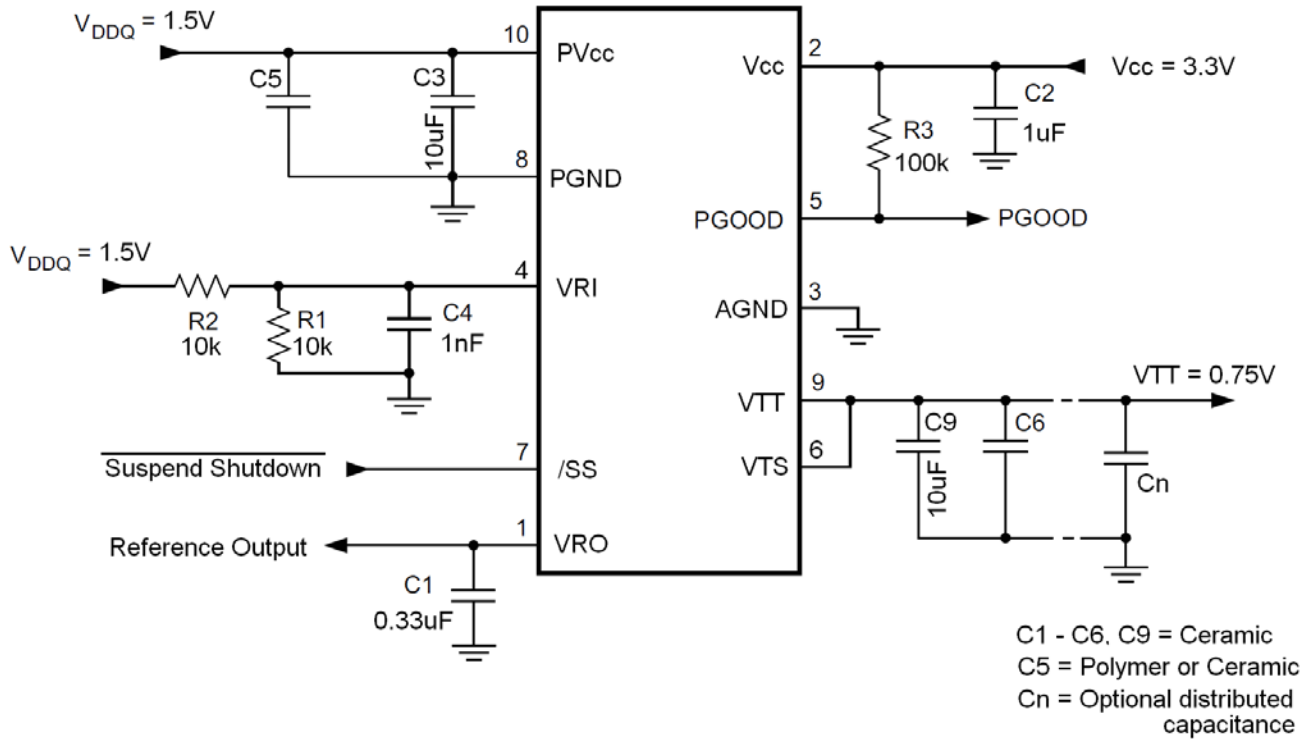 V_DDQ = 1.5V
10
PVcc
C5
C3
10uF
8
PGND
V_DDQ = 1.5V
4
VRI
R2
10k
R1
10k
C4
1nF
Suspend Shutdown
7
/SS
Reference Output
1
VRO
C1
0.33uF
2
Vcc
Vcc = 3.3V
C2
1uF
R3
100k
5
PGOOD
PGOOD
3
AGND
9
VTT
VTT = 0.75V
6
VTS
C9
10uF
C6
Cn
C1 - C6, C9 = Ceramic
C5 = Polymer or Ceramic
Cn = Optional distributed
capacitance